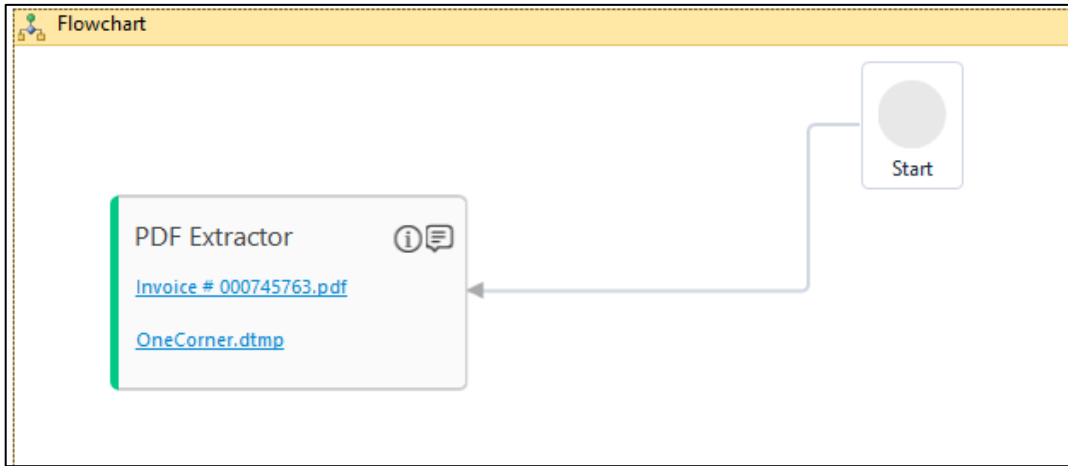 Flowchart
Start
PDF Extractor
Invoice # 000745763.pdf
OneCorner.dtmp